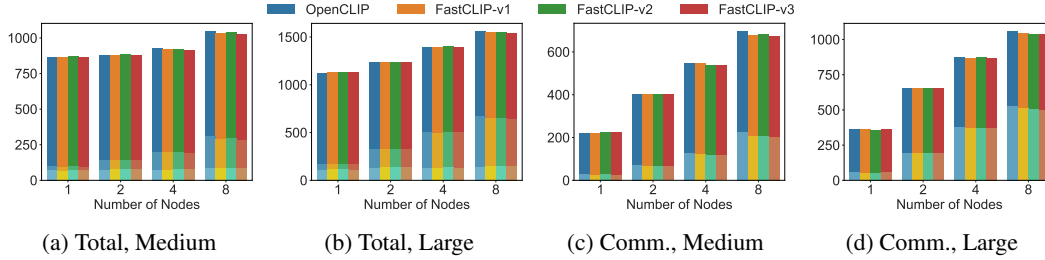 OpenCLIP FastCLIP-v1 FastCLIP-v2 FastCLIP-v3
1000
750
500
250
0
1 2 4 8
Number of Nodes
1500
1000
500
0
1 2 4 8
Number of Nodes
600
400
200
0
1 2 4 8
Number of Nodes
1000
750
500
250
0
1 2 4 8
Number of Nodes
(a) Total, Medium
(b) Total, Large
(c) Comm., Medium
(d) Comm., Large